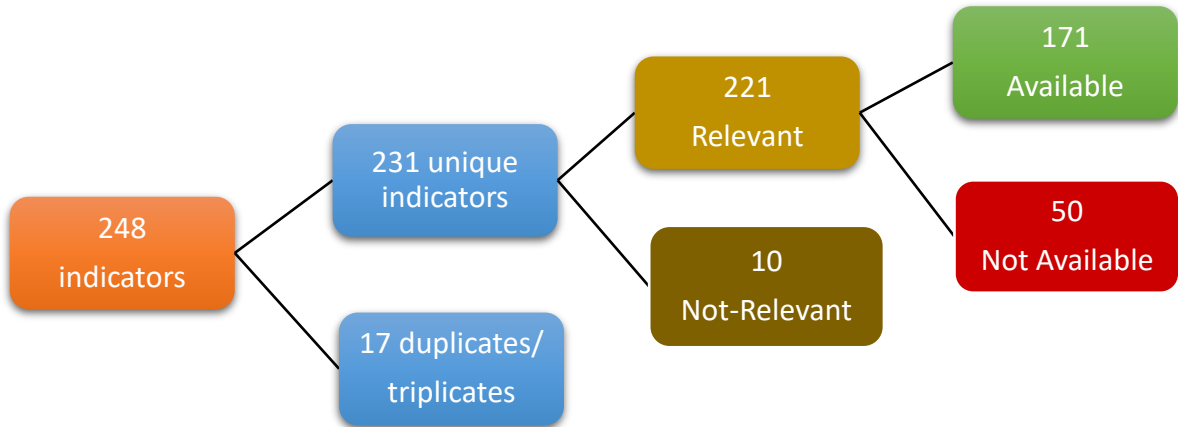 248
indicators
231 unique
indicators
17 duplicates/
triplicates
221
Relevant
10
Not-Relevant
171
Available
50
Not Available